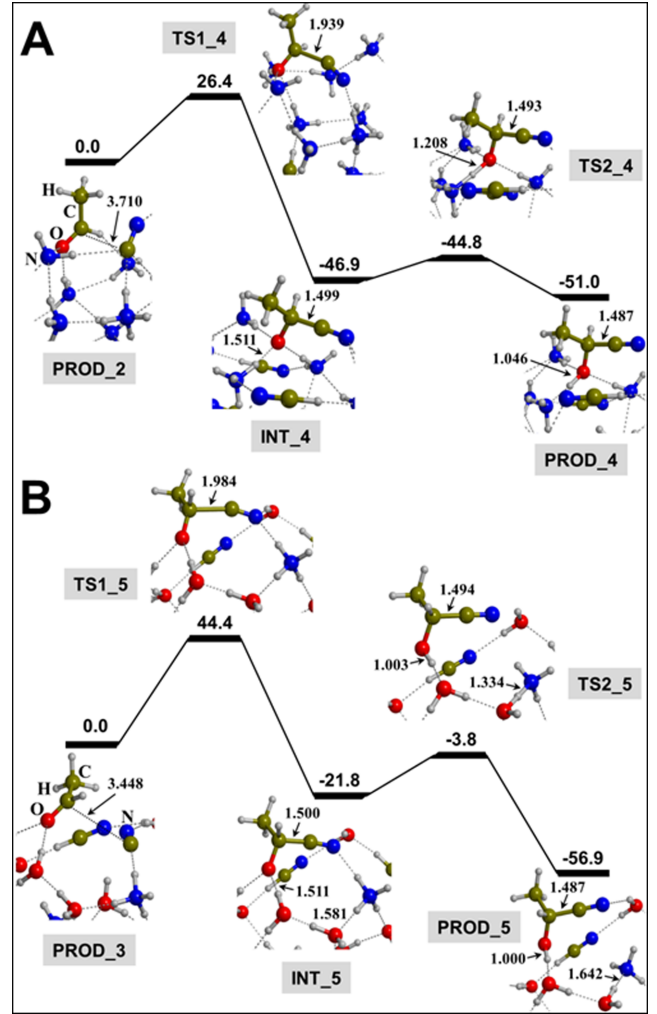 A
TS1_4
1.939
26.4
0.0
1.493
1.208
TS2_4
H
C
3.710
O
N
-46.9
-44.8
-51.0
1.499
1.511
1.487
1.046
PROD_2
INT_4
PROD_4
B
1.984
TS1_5
44.4
1.494
1.003
1.334
TS2_5
0.0
-3.8
H
C
3.448
O
N
-21.8
1.500
1.511
1.581
-56.9
1.487
PROD_5
1.000
1.642
PROD_3
INT_5